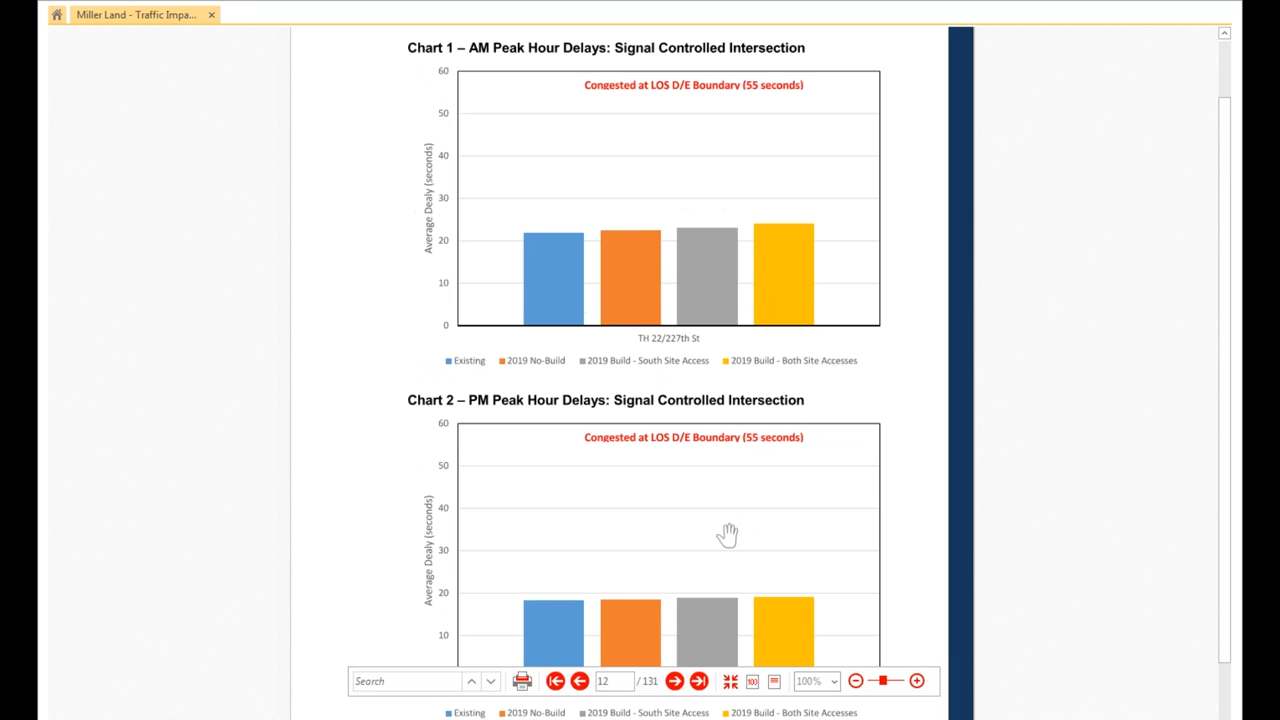 Miller Land - Traffic Impa... ×
Chart 1 – AM Peak Hour Delays: Signal Controlled Intersection
60
Congested at LOS D/E Boundary (55 seconds)
50
40
30
20
10
0
Average Dealy (seconds)
TH 22/227th St
Existing 2019 No-Build 2019 Build - South Site Access 2019 Build - Both Site Accesses
Chart 2 – PM Peak Hour Delays: Signal Controlled Intersection
60
Congested at LOS D/E Boundary (55 seconds)
50
40
30
20
10
Average Dealy (seconds)
Search 12 / 131 100 100%
Existing 2019 No-Build 2019 Build - South Site Access 2019 Build - Both Site Accesses